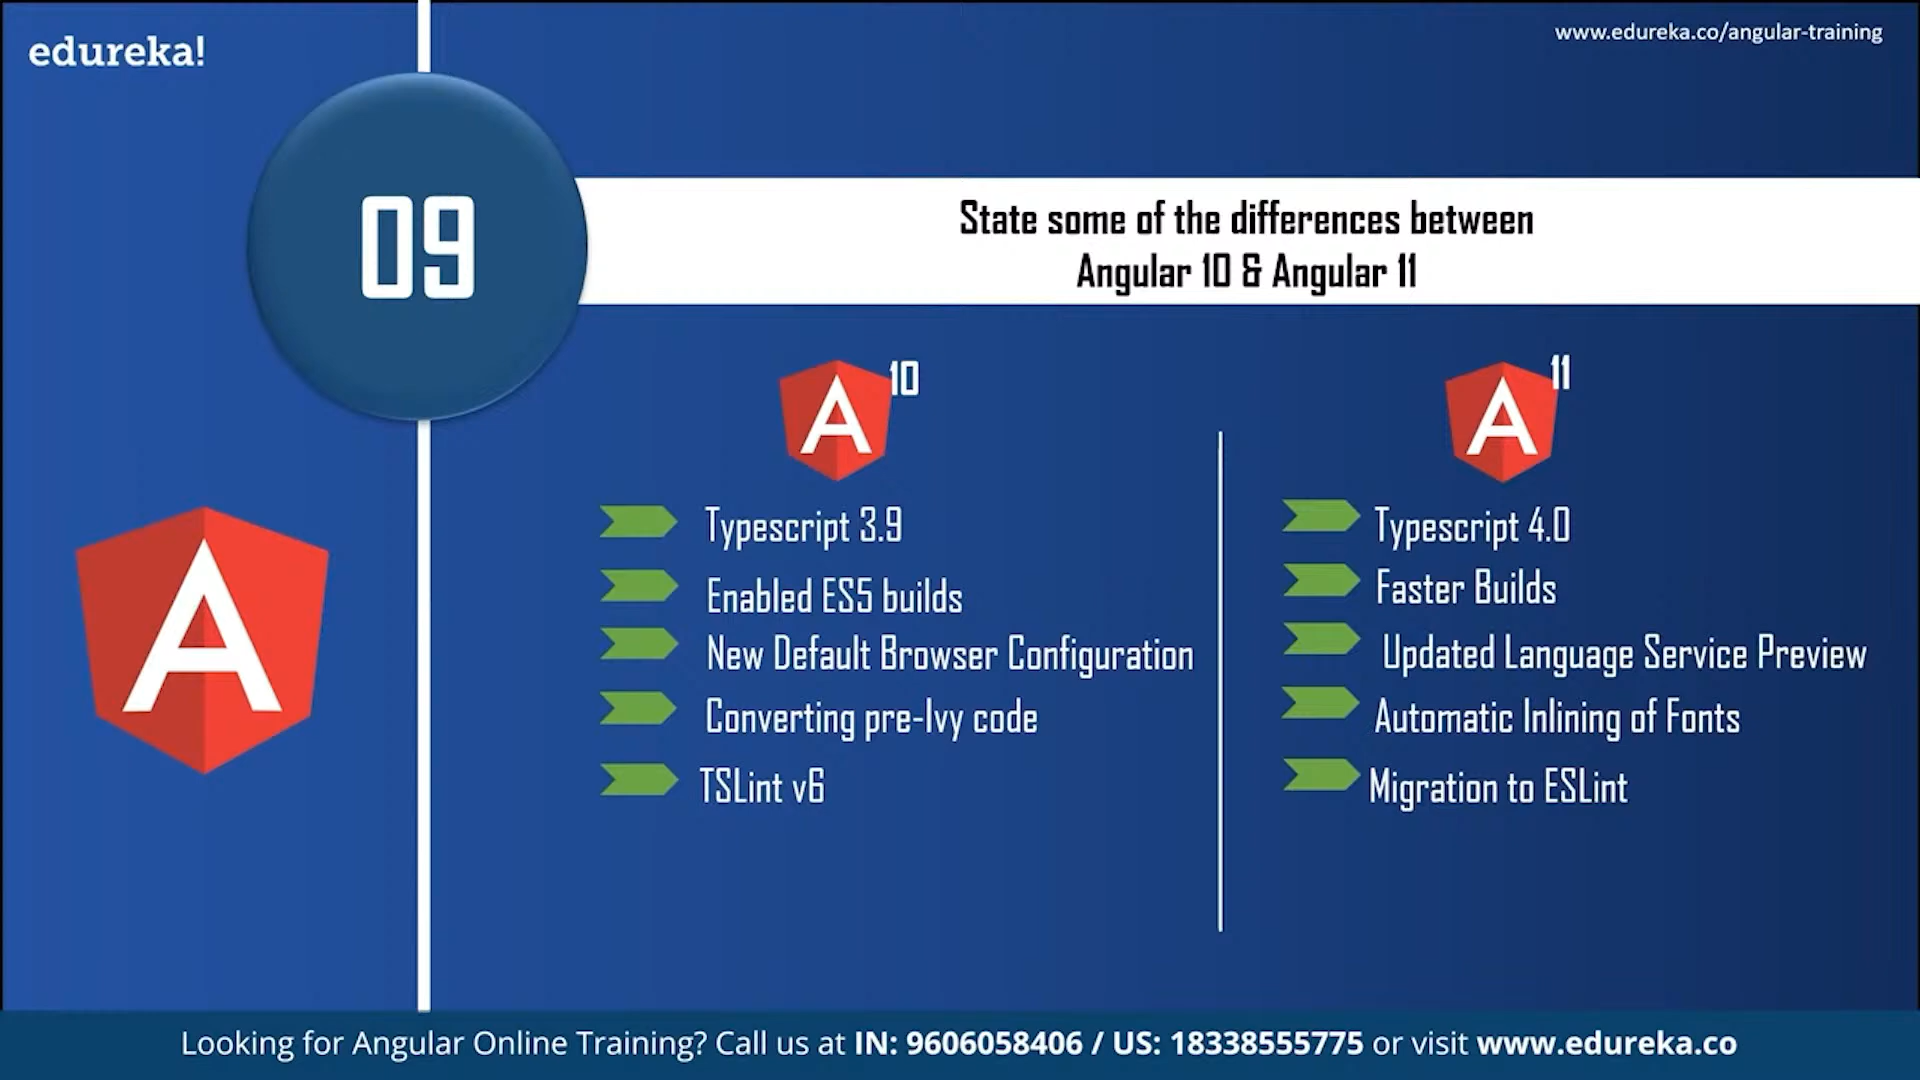 edureka!
www.edureka.co/angular-training
09
State some of the differences between
Angular 10 & Angular 11
10
Typescript 3.9
Enabled ES5 builds
New Default Browser Configuration
Converting pre-Ivy code
TSLint v6
11
Typescript 4.0
Faster Builds
Updated Language Service Preview
Automatic Inlining of Fonts
Migration to ESLint
Looking for Angular Online Training? Call us at IN: 9606058406 / US: 18338555775 or visit www.edureka.co